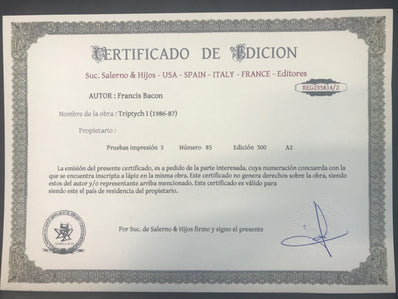 CERTIFICADO DE EDICION
Suc. Salerno & Hijos - USA - SPAIN - ITALY - FRANCE - Editores
REG235814/2
AUTOR : Francis Bacon
Nombre de la obra : Triptych I (1986-87)
Propietario :
Pruebas impresión 3 Número 85 Edición 300 A2
La emisión del presente certificado, es a pedido de la parte interesada, cuya numeración concuerda con la
que se encuentra inscripta a lápiz en la misma obra. Este certificado no genera derechos sobre la obra, siendo
estos del autor y/o representante arriba mencionado. Este certificado es válido para
siendo este el país de residencia del propietario.
Por Suc. de Salerno & Hijos firmo y signo el presente